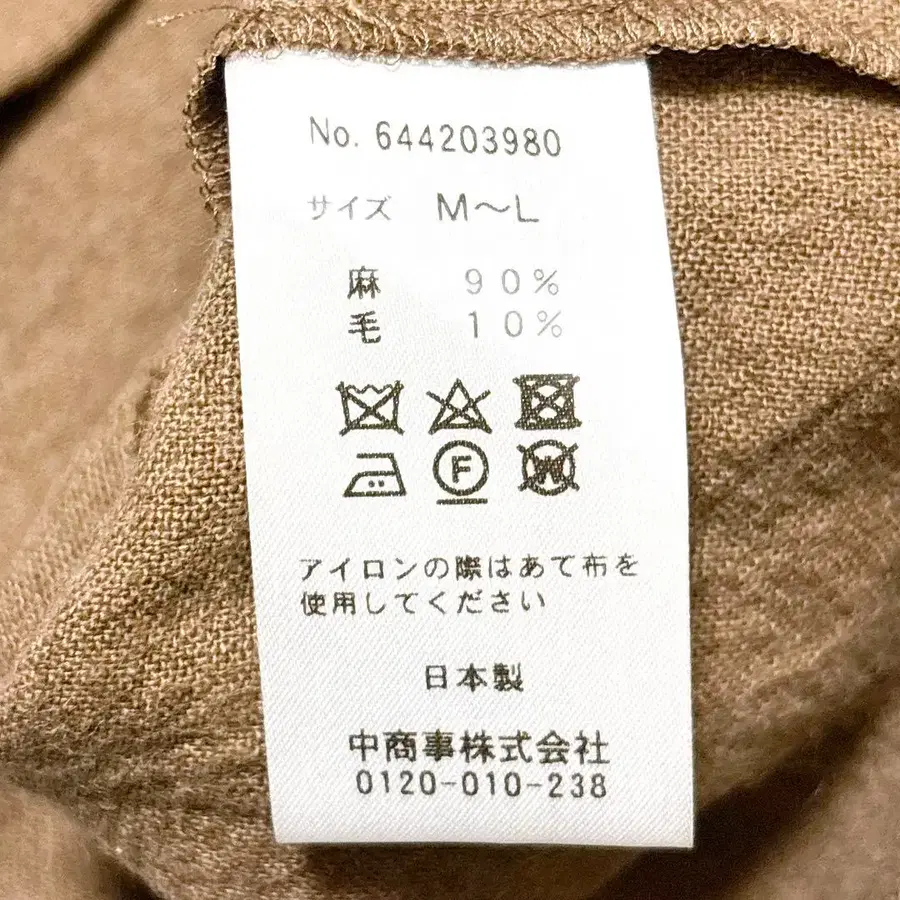 No. 644203980
サイズ M～L
麻 90%
毛 10%
F
W
アイロンの際はあて布を
使用してください
日本製
中商事株式会社
0120-010-238